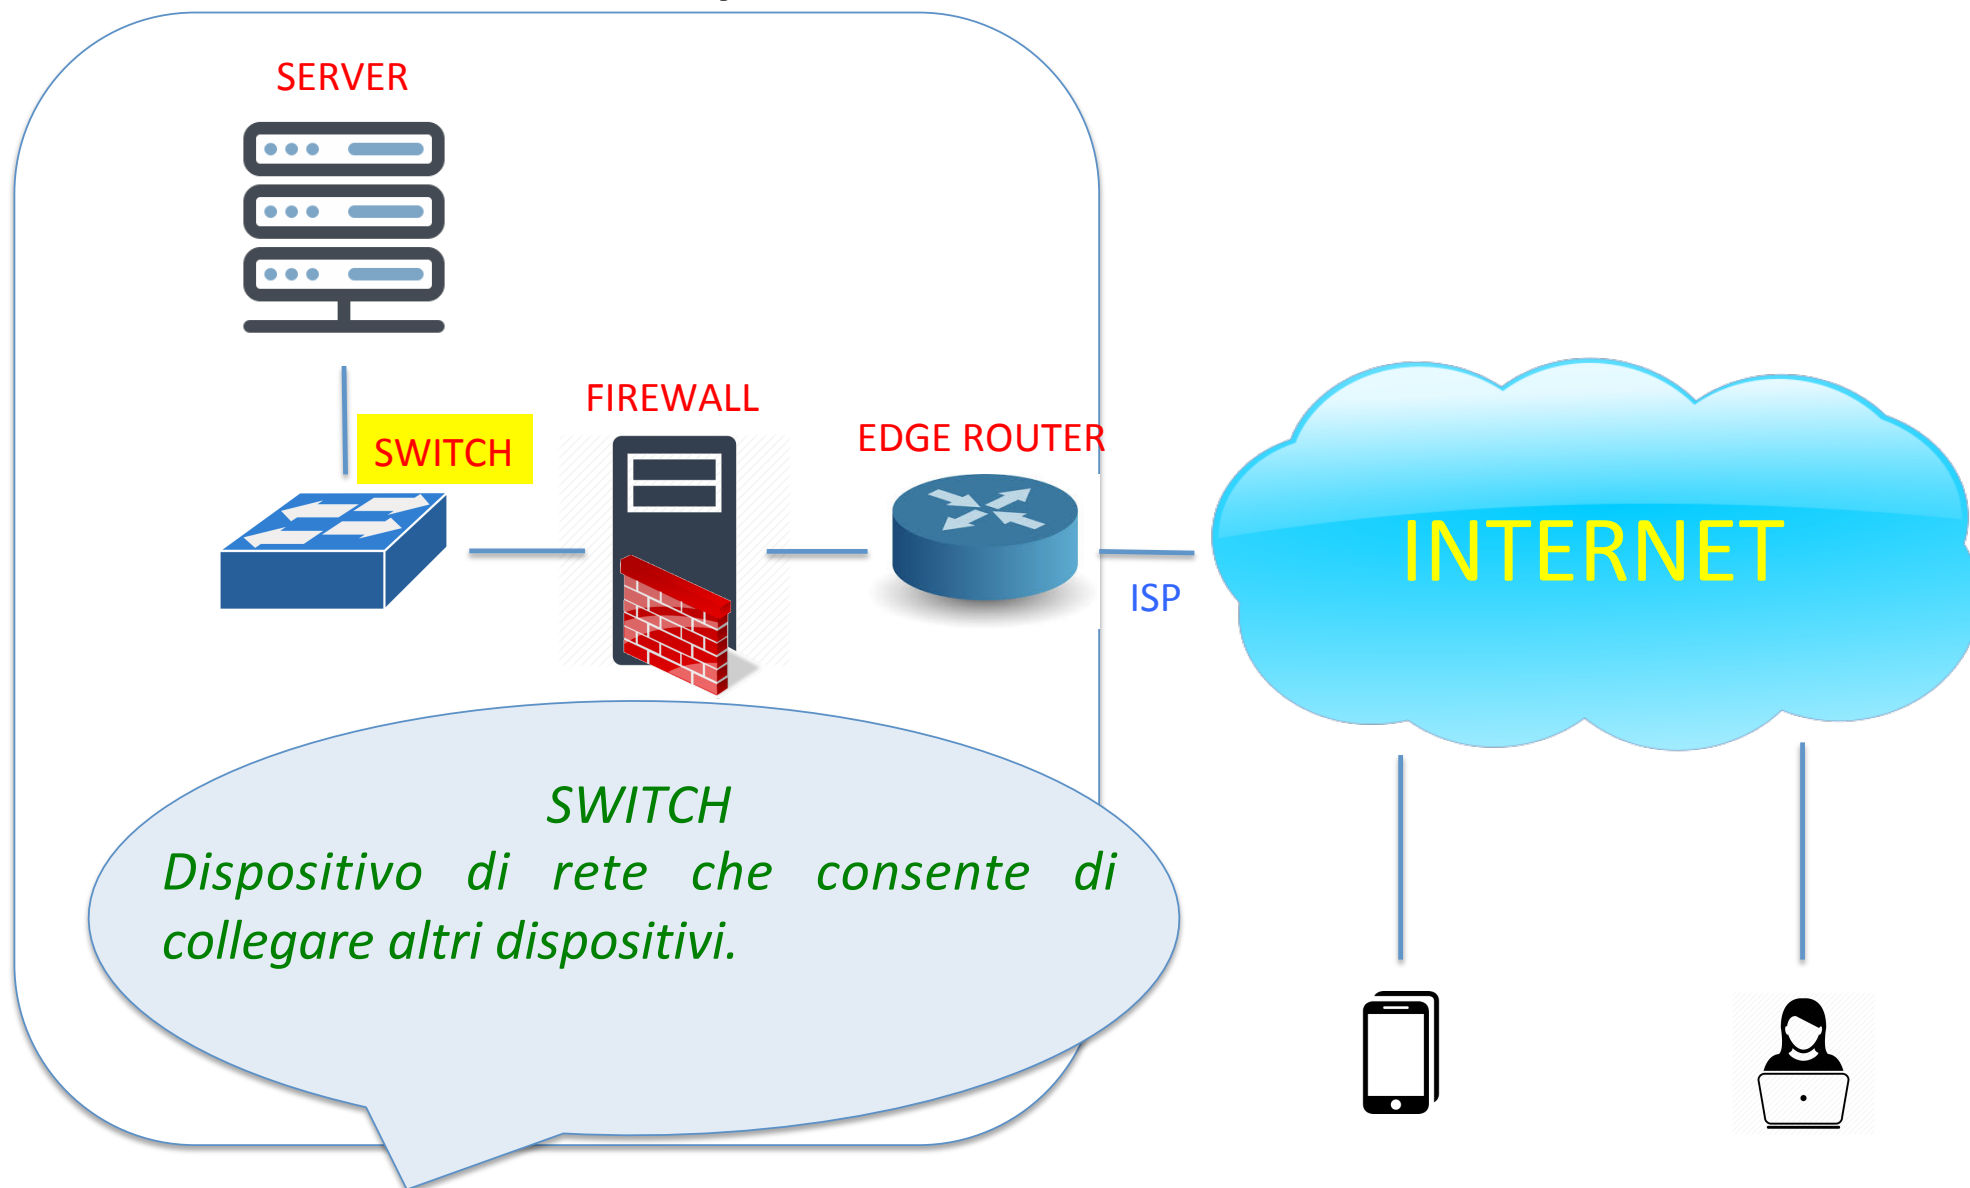 SERVER
FIREWALL
SWITCH
EDGE ROUTER
INTERNET
ISP
SWITCH
Dispositivo di rete che consente di
collegare altri dispositivi.